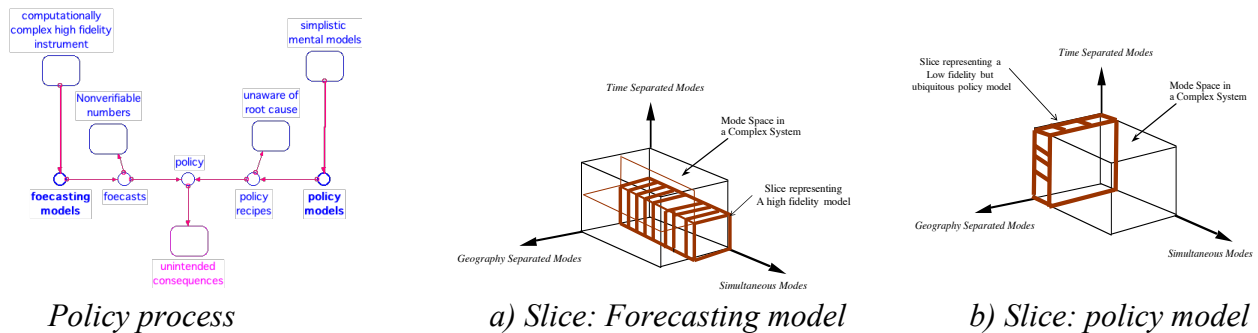 computationally
complex high fidelity
instrument
simplistic
mental models
Nonverifiable
numbers
unaware of
root cause
policy
foecasting
models
foecasts
policy
recipes
policy
models
unintended
consequences
Policy process
Time Separated Modes
Mode Space in
a Complex System
Slice representing
A high fidelity model
Geography Separated Modes
Simultaneous Modes
a) Slice: Forecasting model
Time Separated Modes
Slice representing a
Low fidelity but
ubiquitous policy model
Mode Space in
a Complex System
Geography Separated Modes
Simultaneous Modes
b) Slice: policy model